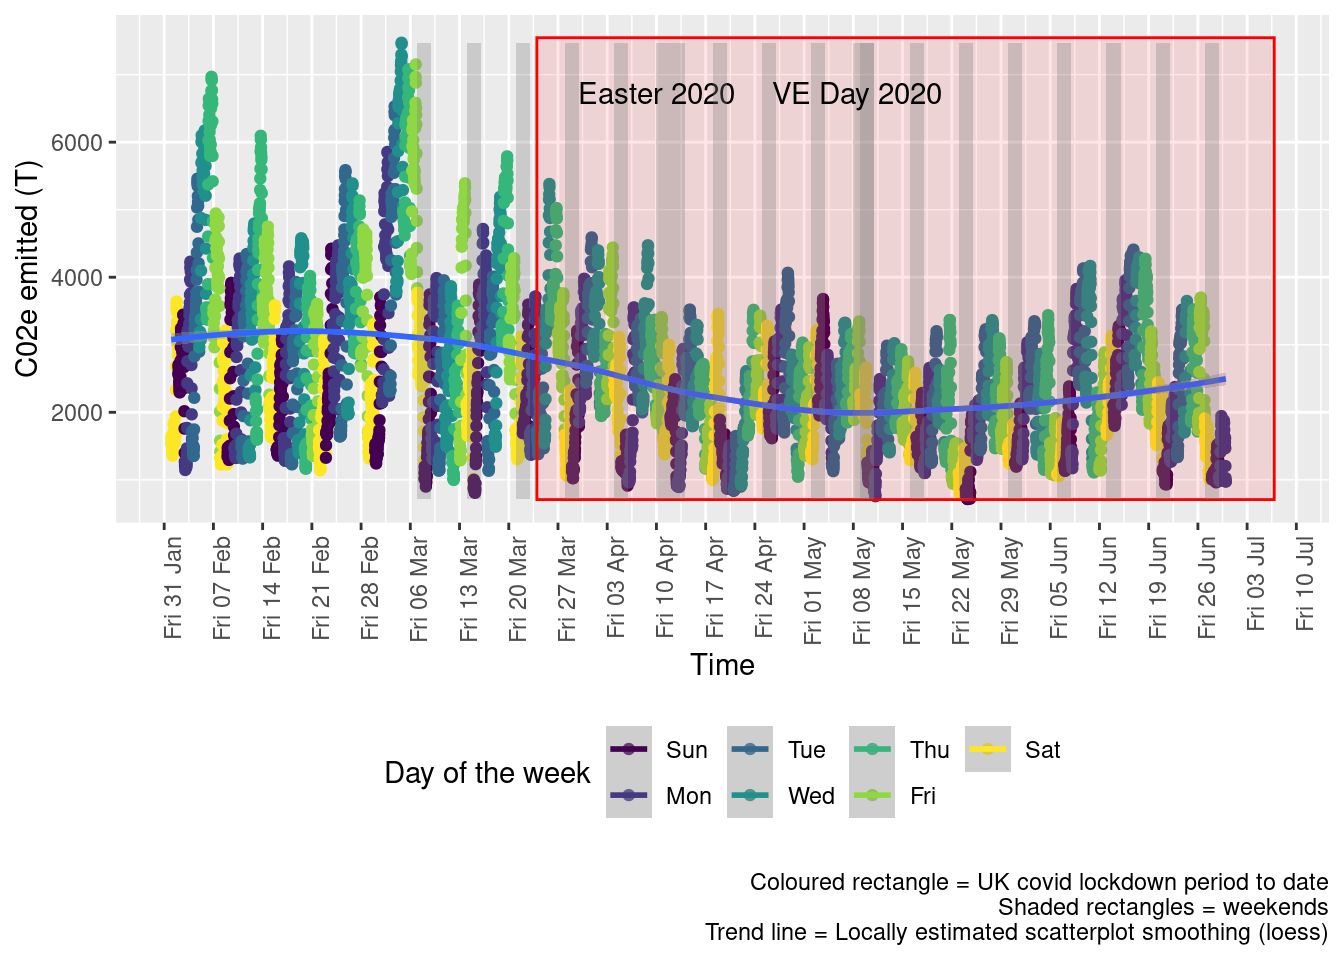 Easter 2020 VE Day 2020
C02e emitted (T)
6000
4000
2000
Fri 31 Jan
Fri 07 Feb
Fri 14 Feb
Fri 21 Feb
Fri 28 Feb
Fri 06 Mar
Fri 13 Mar
Fri 20 Mar
Fri 27 Mar
Fri 03 Apr
Fri 10 Apr
Fri 17 Apr
Fri 24 Apr
Fri 01 May
Fri 08 May
Fri 15 May
Fri 22 May
Fri 29 May
Fri 05 Jun
Fri 12 Jun
Fri 19 Jun
Fri 26 Jun
Fri 03 Jul
Fri 10 Jul
Time
Day of the week
Sun Tue Thu Sat
Mon Wed Fri
Coloured rectangle = UK covid lockdown period to date
Shaded rectangles = weekends
Trend line = Locally estimated scatterplot smoothing (loess)